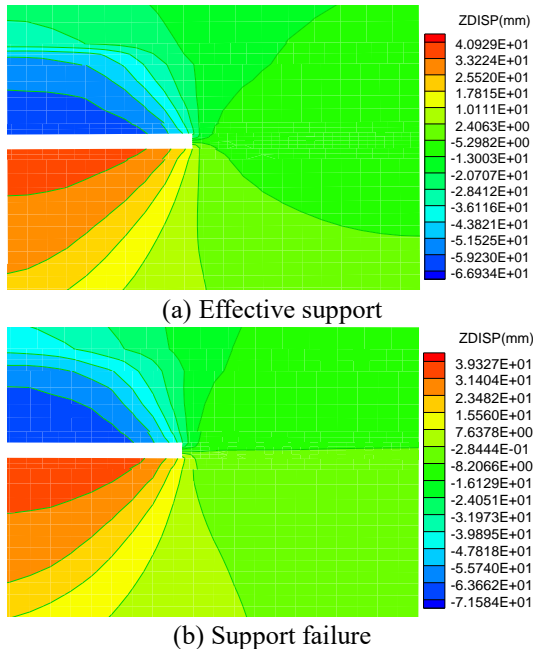 ZDISP(mm)
4.0929E+01
3.3224E+01
2.5520E+01
1.7815E+01
1.0111E+01
2.4063E+00
-5.2982E+00
-1.3003E+01
-2.0707E+01
-2.8412E+01
-3.6116E+01
-4.3821E+01
-5.1525E+01
-5.9230E+01
-6.6934E+01
(a) Effective support
ZDISP(mm)
3.9327E+01
3.1404E+01
2.3482E+01
1.5560E+01
7.6378E+00
-2.8444E-01
-8.2066E+00
-1.6129E+01
-2.4051E+01
-3.1973E+01
-3.9895E+01
-4.7818E+01
-5.5740E+01
-6.3662E+01
-7.1584E+01
(b) Support failure